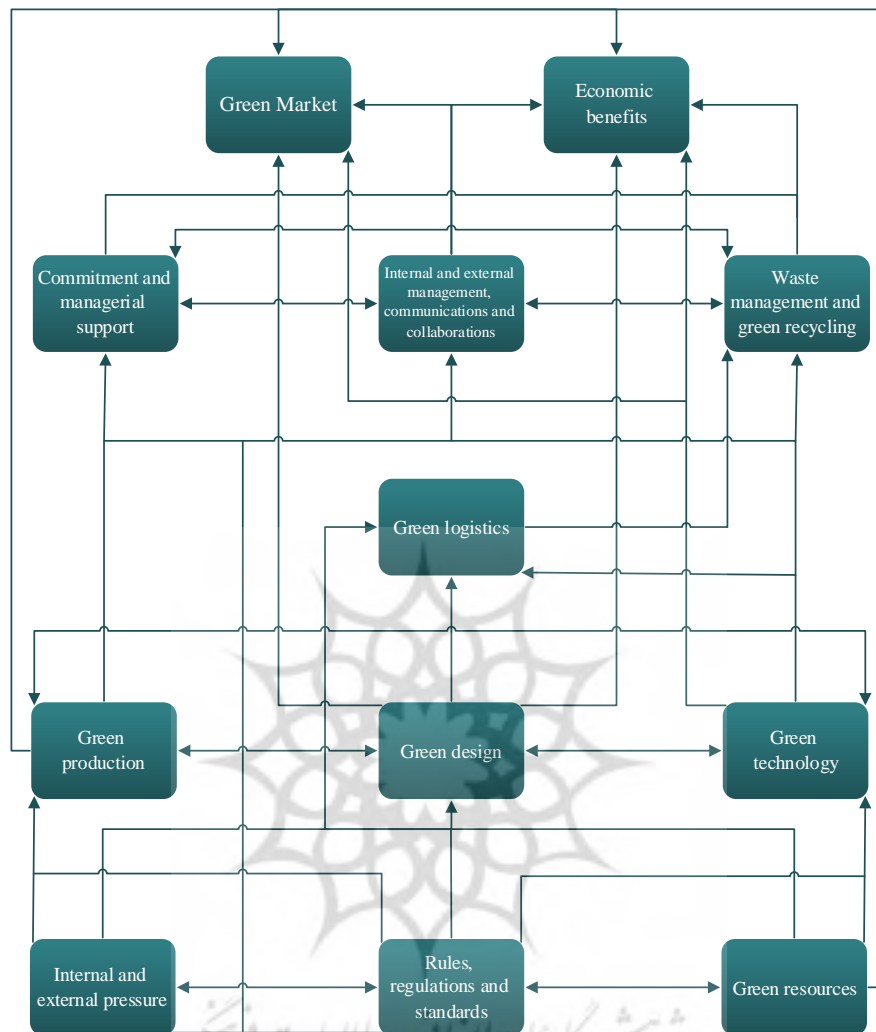 Green Market
Economic
benefits
Commitment and
managerial
support
Internal and external
management,
communications and
collaborations
Waste
management and
green recycling
Green logistics
Green
production
Green design
Green
technology
Internal and
external pressure
Rules,
regulations and
standards
Green resources